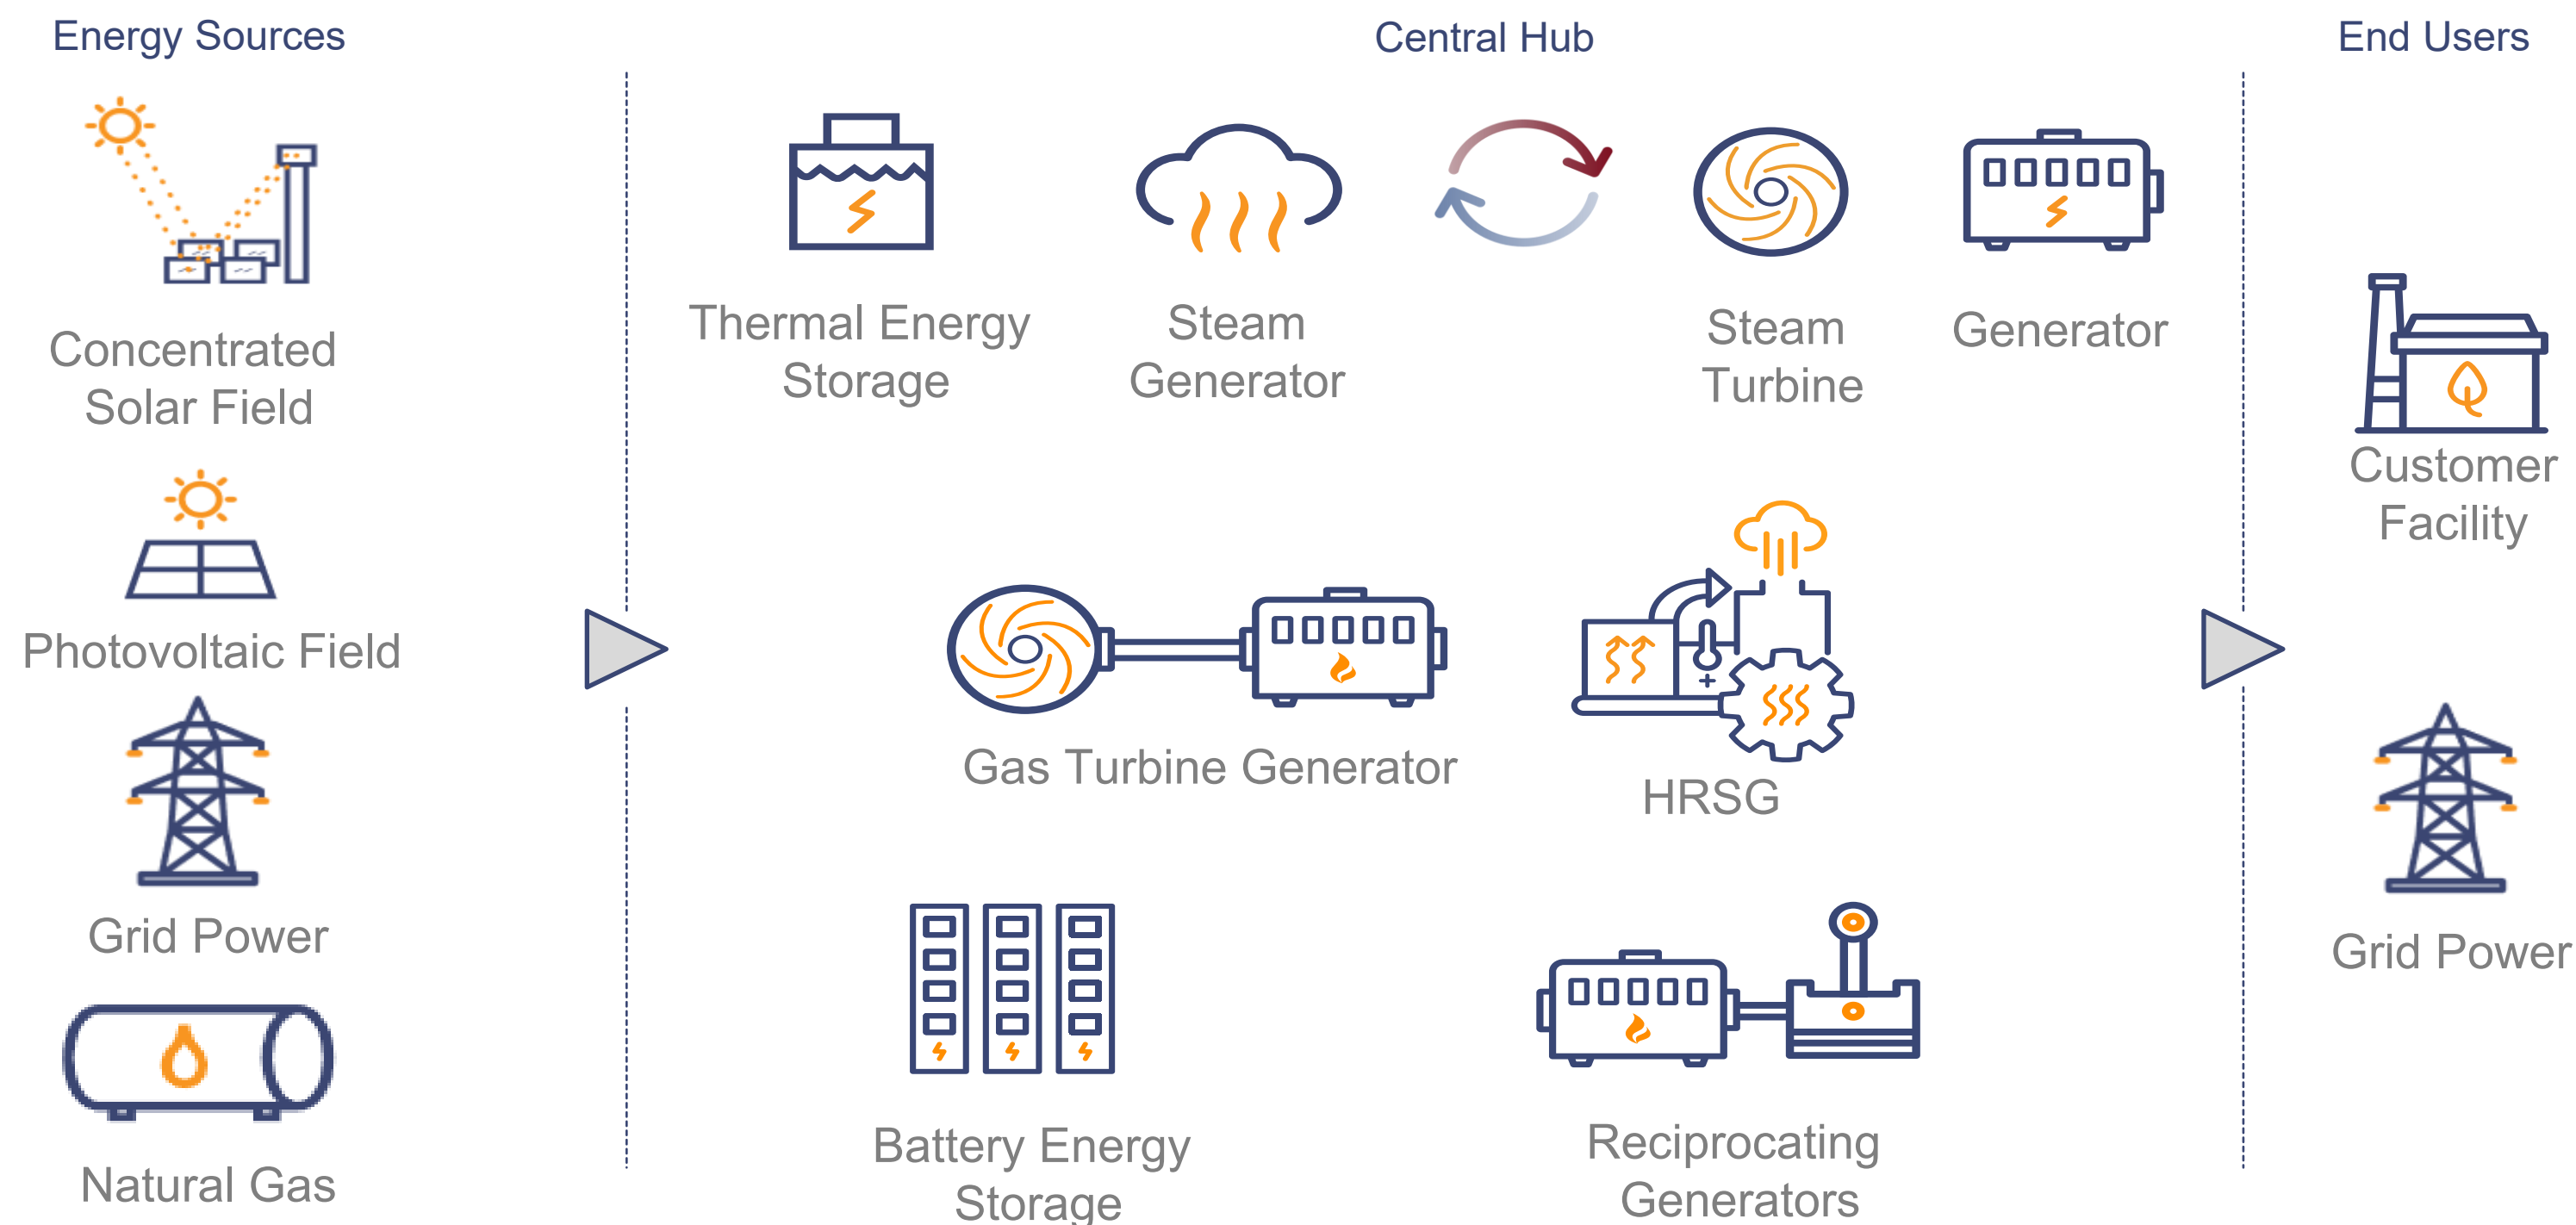 Energy Sources
Central Hub
End Users
Concentrated
Solar Field
Photovoltaic Field
Grid Power
Natural Gas
Thermal Energy
Storage
Steam
Generator
Steam
Turbine
Generator
Gas Turbine Generator
HRSG
Battery Energy
Storage
Reciprocating
Generators
Customer
Facility
Grid Power